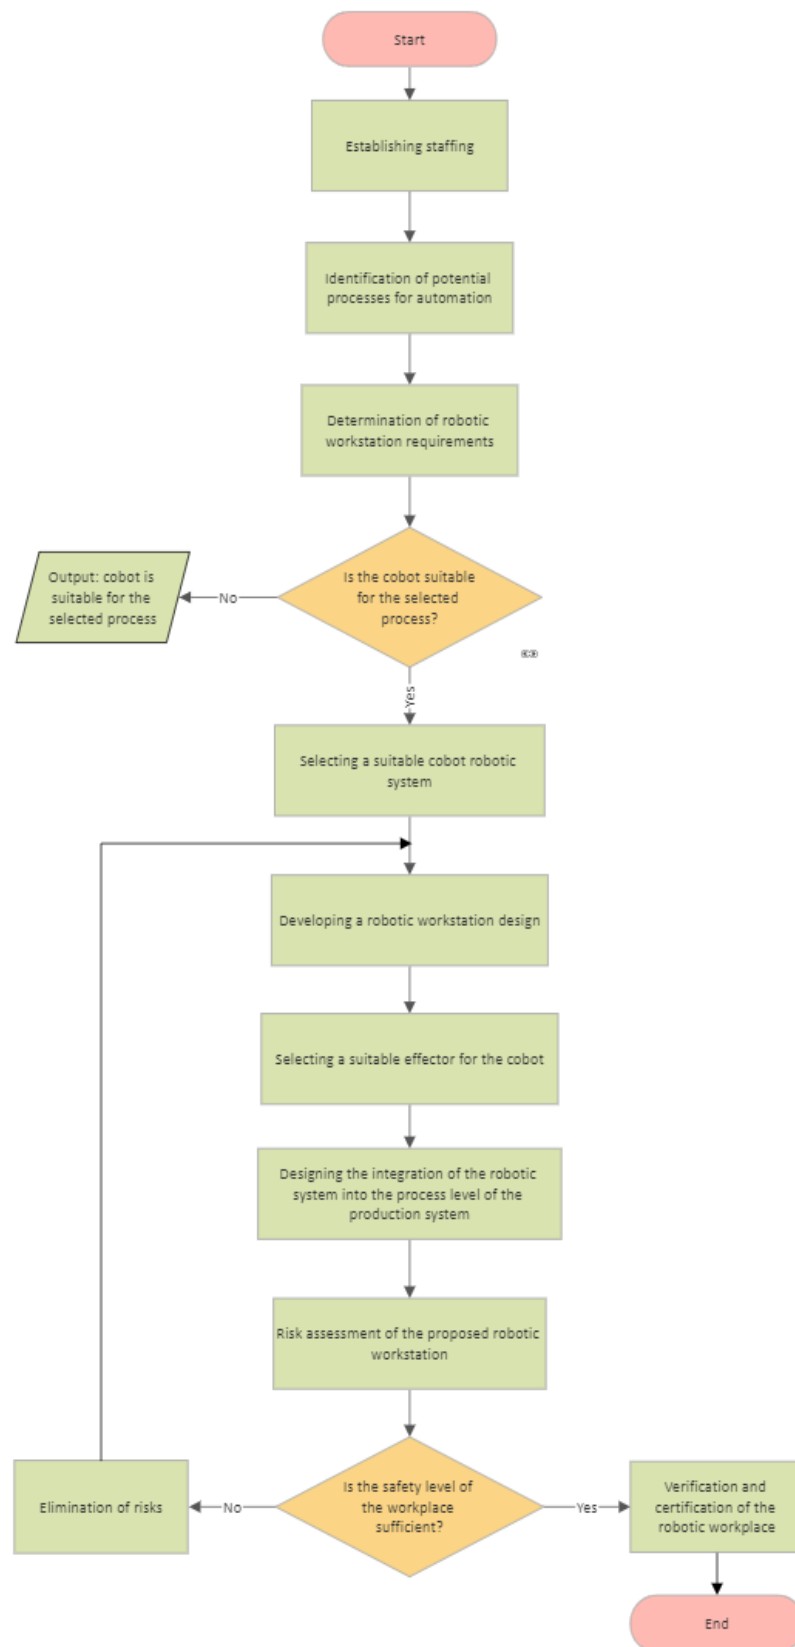 Start
Establishing staffing
Identification of potential
processes for automation
Determination of robotic
workstation requirements
Is the cobot suitable
for the selected
process?
No
Output: cobot is
suitable for the
selected process
Yes
Selecting a suitable cobot robotic
system
Developing a robotic workstation design
Selecting a suitable effector for the cobot
Designing the integration of the robotic
system into the process level of the
production system
Risk assessment of the proposed robotic
workstation
Is the safety level of
the workplace
sufficient?
No
Elimination of risks
Yes
Verification and
certification of the
robotic workplace
End